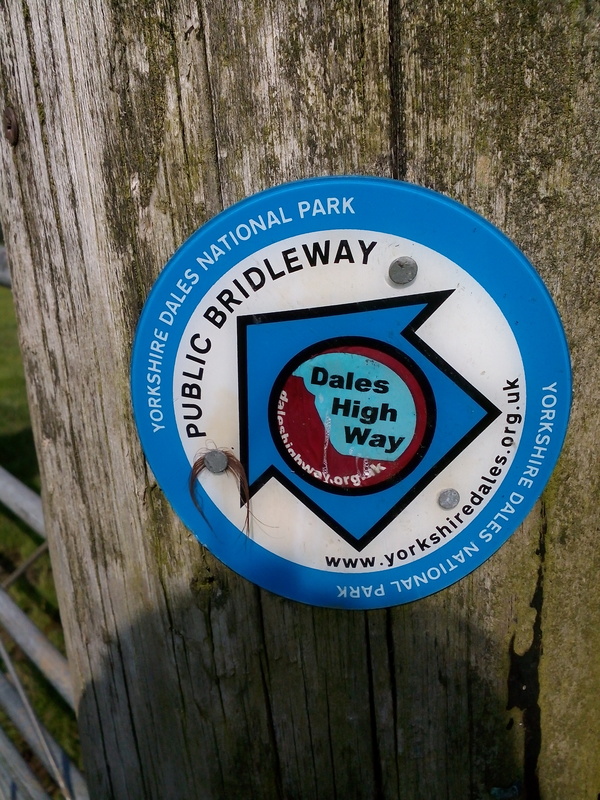 YORKSHIRE DALES NATIONAL PARK
PUBLIC BRIDLEWAY
Dales
High
Way
daleshighway.org.uk
www.yorkshiredales.org.uk
YORKSHIRE DALES NATIONAL PARK